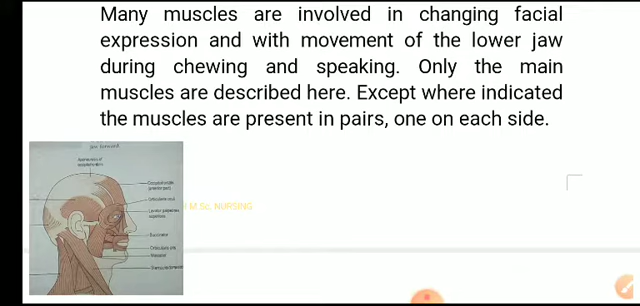 Many muscles are involved in changing facial
expression and with movement of the lower jaw
during chewing and speaking. Only the main
muscles are described here. Except where indicated
the muscles are present in pairs, one on each side.
M.Sc. NURSING
Buccinator
Masseter